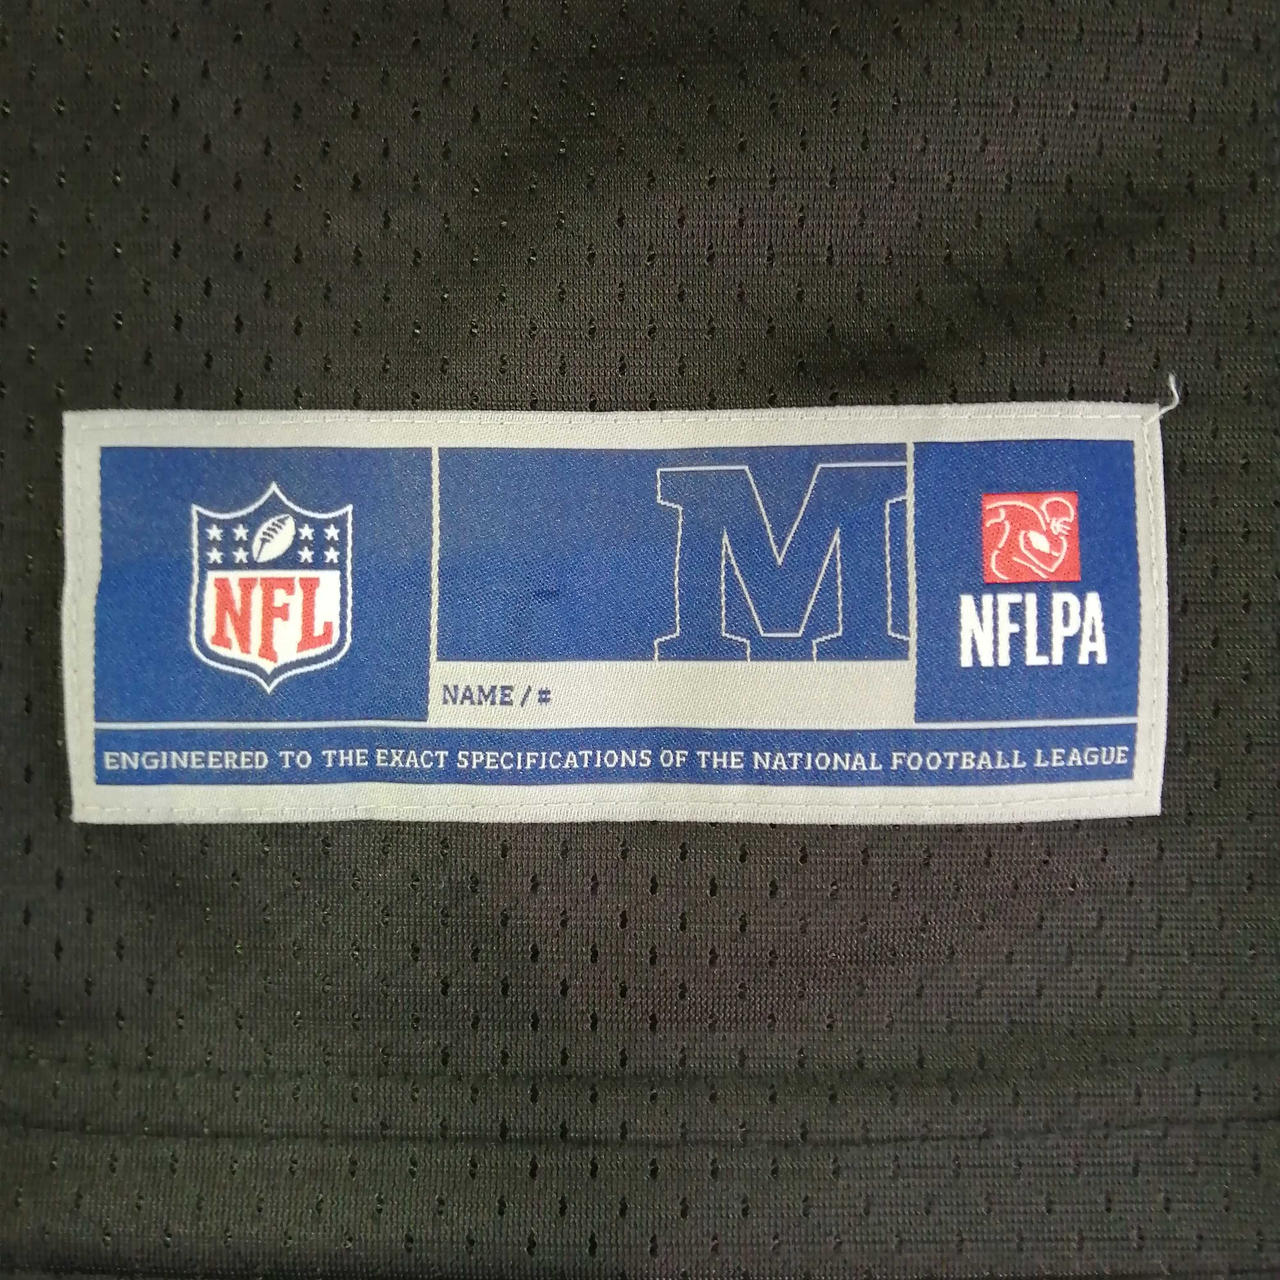 NFL
M
NFLPA
NAME / #
ENGINEERED TO THE EXACT SPECIFICATIONS OF THE NATIONAL FOOTBALL LEAGUE